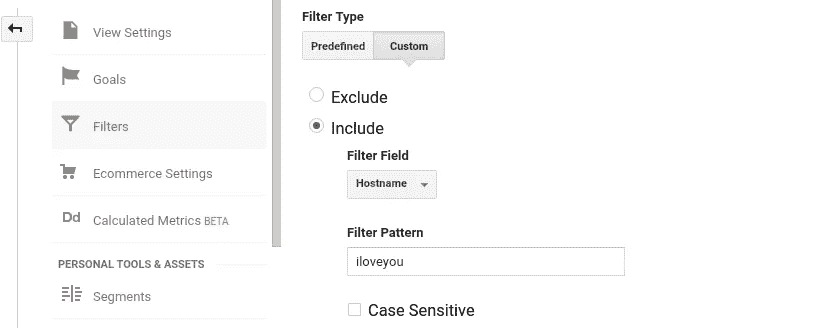 View Settings
Goals
Filters
Ecommerce Settings
Dd Calculated Metrics BETA
PERSONAL TOOLS & ASSETS
Segments
Filter Type
Predefined Custom
Exclude
Include
Filter Field
Hostname
Filter Pattern
iloveyou
Case Sensitive